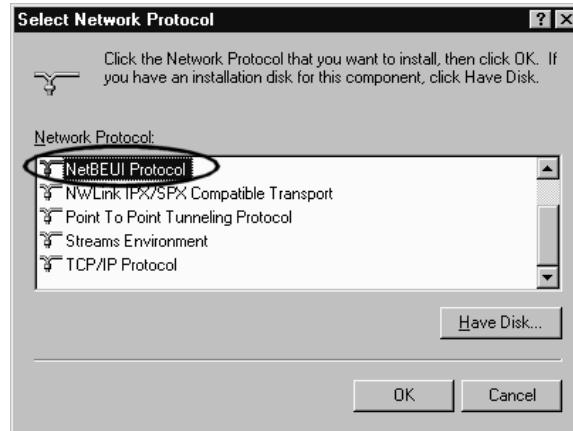 Select Network Protocol
Click the Network Protocol that you want to install, then click OK. If
you have an installation disk for this component, click Have Disk.
Network Protocol:
NetBEUI Protocol
NWLink IPX/SPX Compatible Transport
Point To Point Tunneling Protocol
Streams Environment
TCP/IP Protocol
Have Disk...
OK Cancel